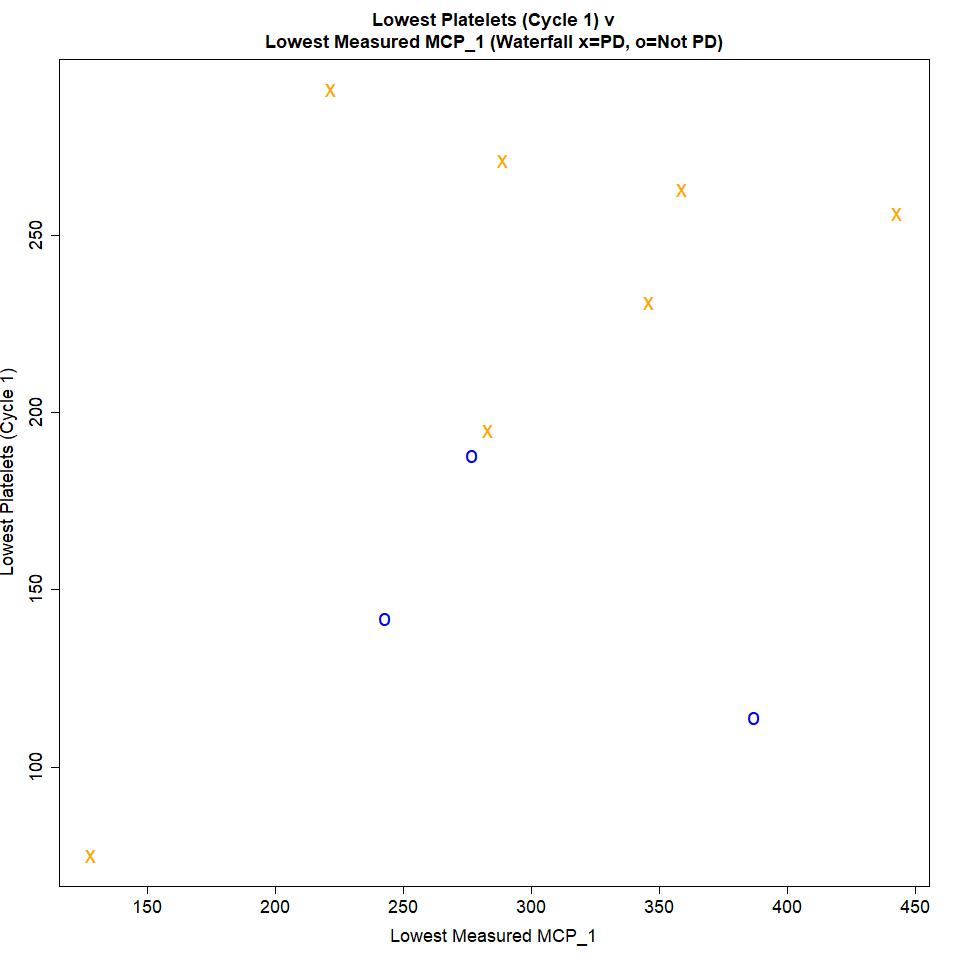 Lowest Platelets (Cycle 1) v
Lowest Measured MCP_1 (Waterfall x=PD, o=Not PD)
Lowest Platelets (Cycle 1)
250
200
150
100
X
X
X
X
X
X
O
O
O
X
150 200 250 300 350 400 450
Lowest Measured MCP_1